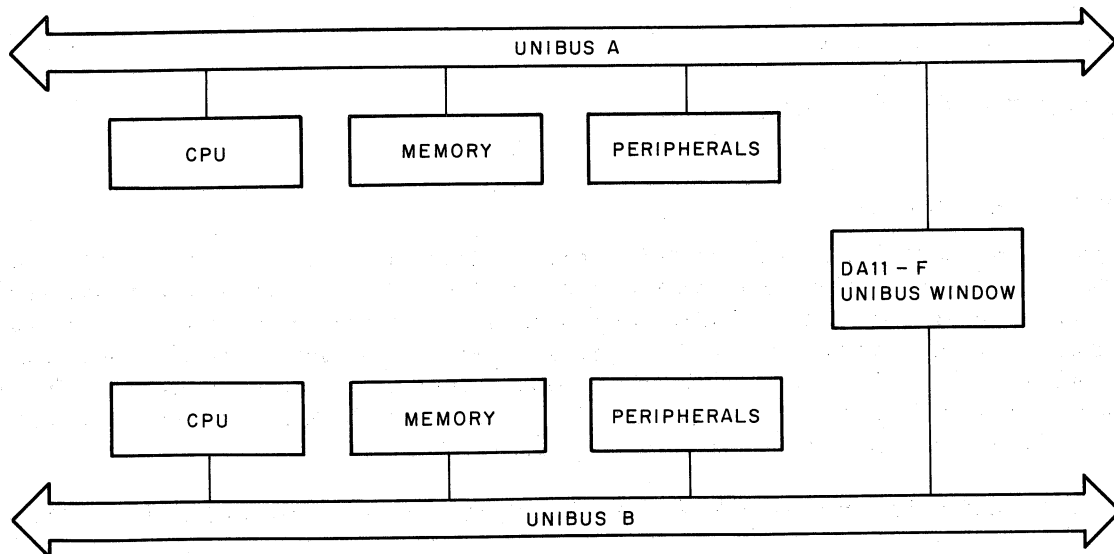 UNIBUS A
CPU
MEMORY
PERIPHERALS
DA11-F
UNIBUS WINDOW
CPU
MEMORY
PERIPHERALS
UNIBUS B